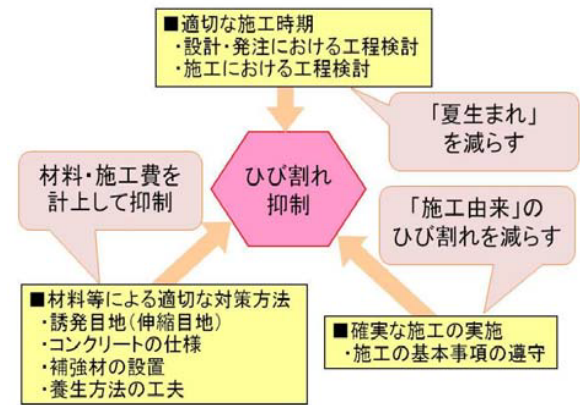 ■適切な施工時期
・設計・発注における工程検討
・施工における工程検討
「夏生まれ」
を減らす
材料・施工費を
計上して抑制
ひび割れ
抑制
「施工由来」の
ひび割れを減らす
■材料等による適切な対策方法
・誘発目地(伸縮目地)
・コンクリートの仕様
・補強材の設置
・養生方法の工夫
■確実な施工の実施
・施工の基本事項の遵守